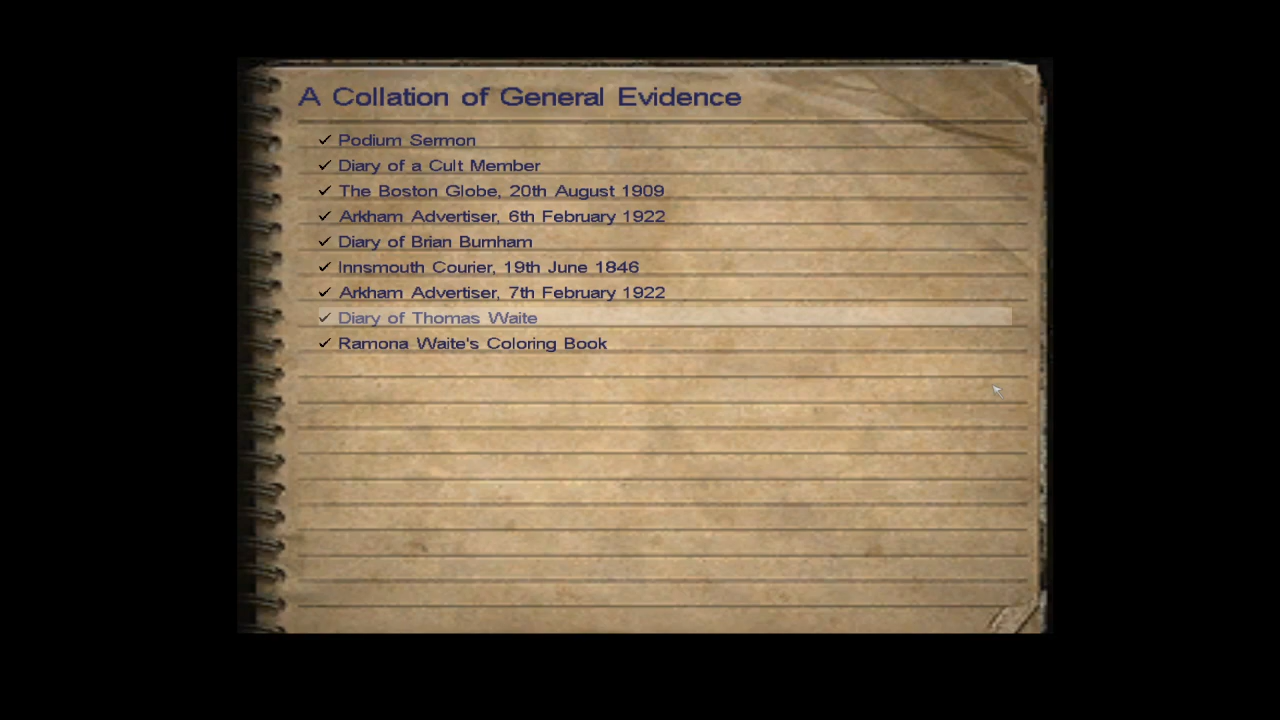 A Collation of General Evidence
✓ Podium Sermon
✓ Diary of a Cult Member
✓ The Boston Globe, 20th August 1909
✓ Arkham Advertiser, 6th February 1922
✓ Diary of Brian Burnham
✓ Innsmouth Courier, 19th June 1846
✓ Arkham Advertiser, 7th February 1922
✓ Diary of Thomas Waite
✓ Ramona Waite's Coloring Book